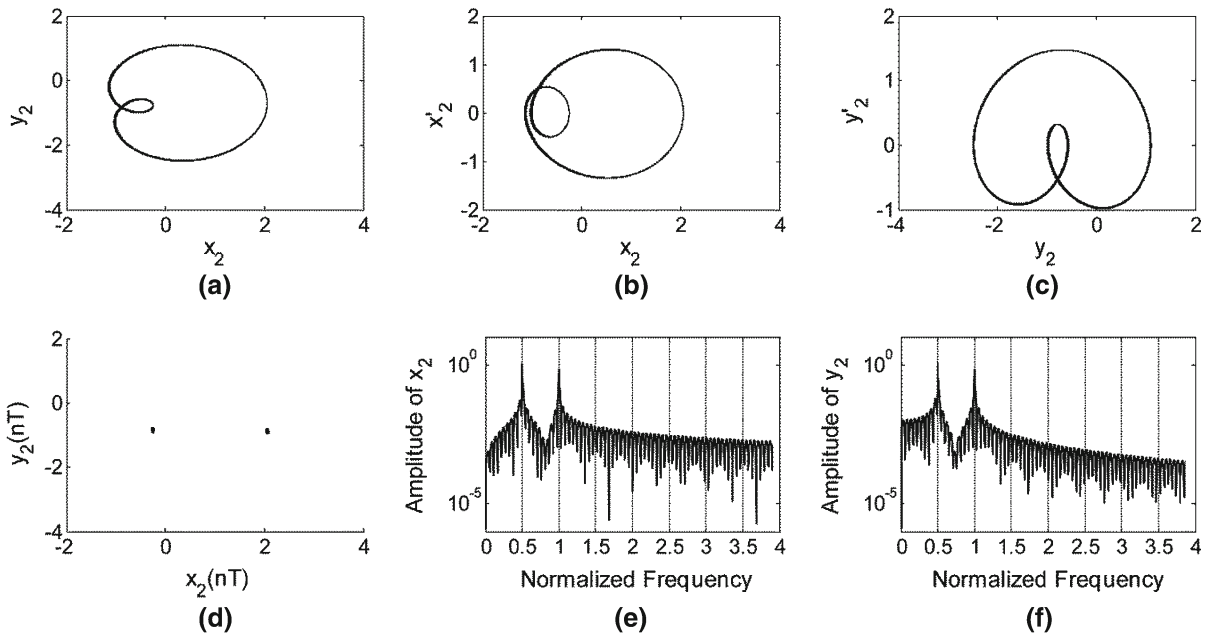 2
0
-2
-4
y₂
-2 0 2 4
x₂
(a)
2
1
0
-1
-2
x'₂
-2 0 2 4
x₂
(b)
2
1
0
-1
y'₂
-4 -2 0 2
y₂
(c)
2
0
-2
-4
y₂(nT)
-2 0 2 4
x₂(nT)
(d)
10⁰
10⁻⁵
Amplitude of x₂
0 0.5 1 1.5 2 2.5 3 3.5 4
Normalized Frequency
(e)
10⁰
10⁻⁵
Amplitude of y₂
0 0.5 1 1.5 2 2.5 3 3.5 4
Normalized Frequency
(f)